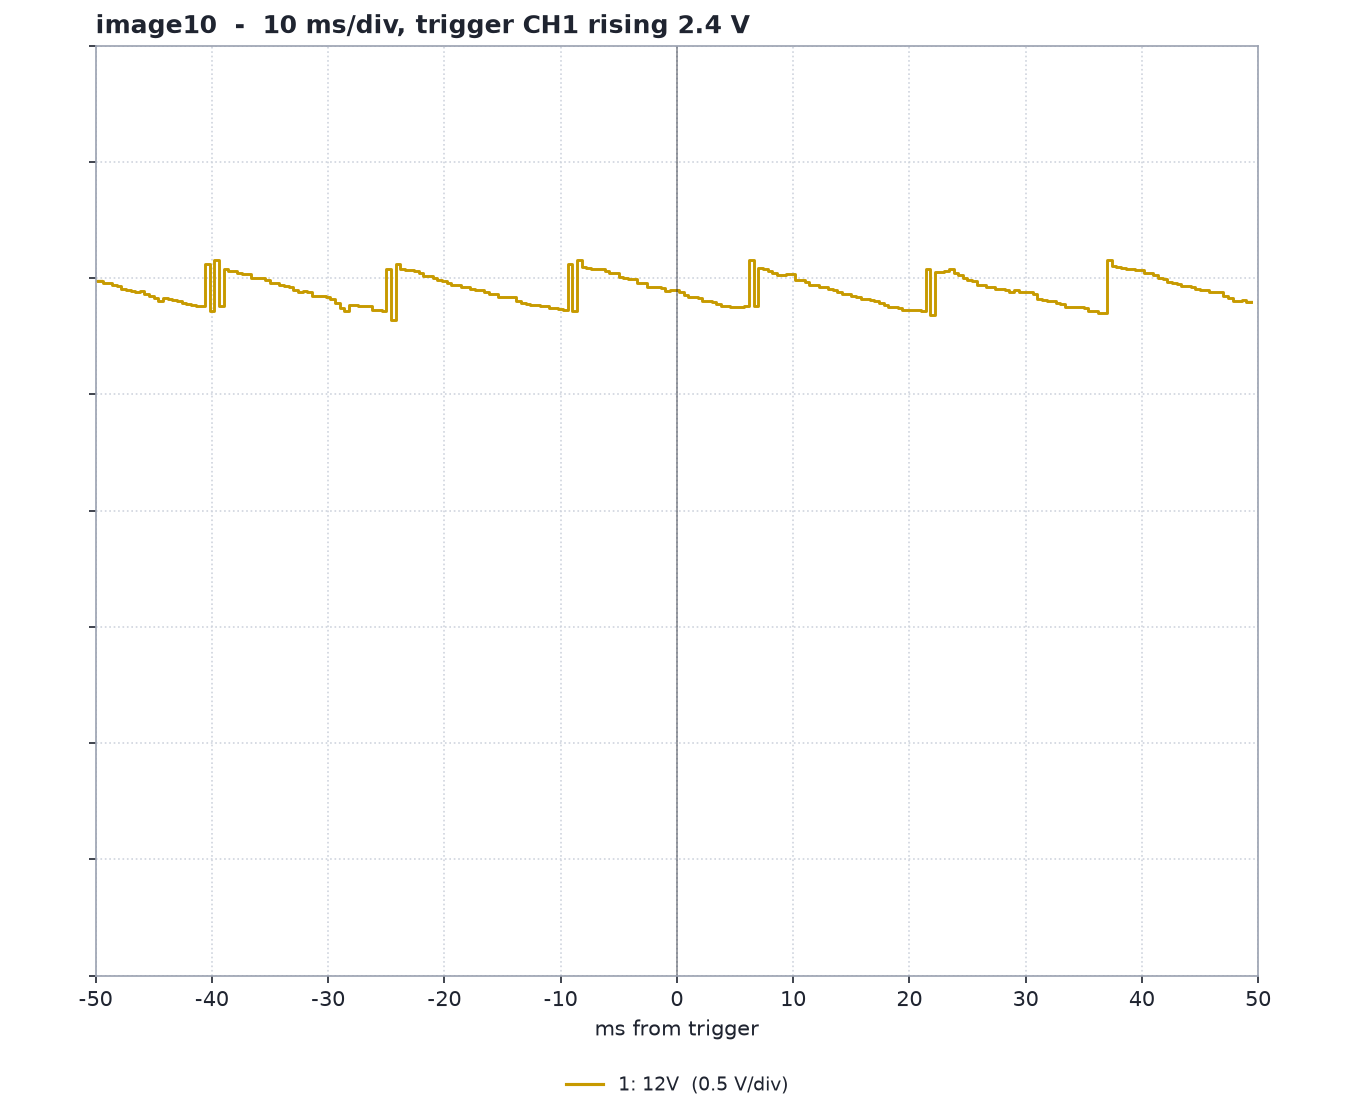 image10  -  10 ms/div, trigger CH1 rising 2.4 V
-50 -40 -30 -20 -10 0 10 20 30 40 50
ms from trigger
1: 12V  (0.5 V/div)